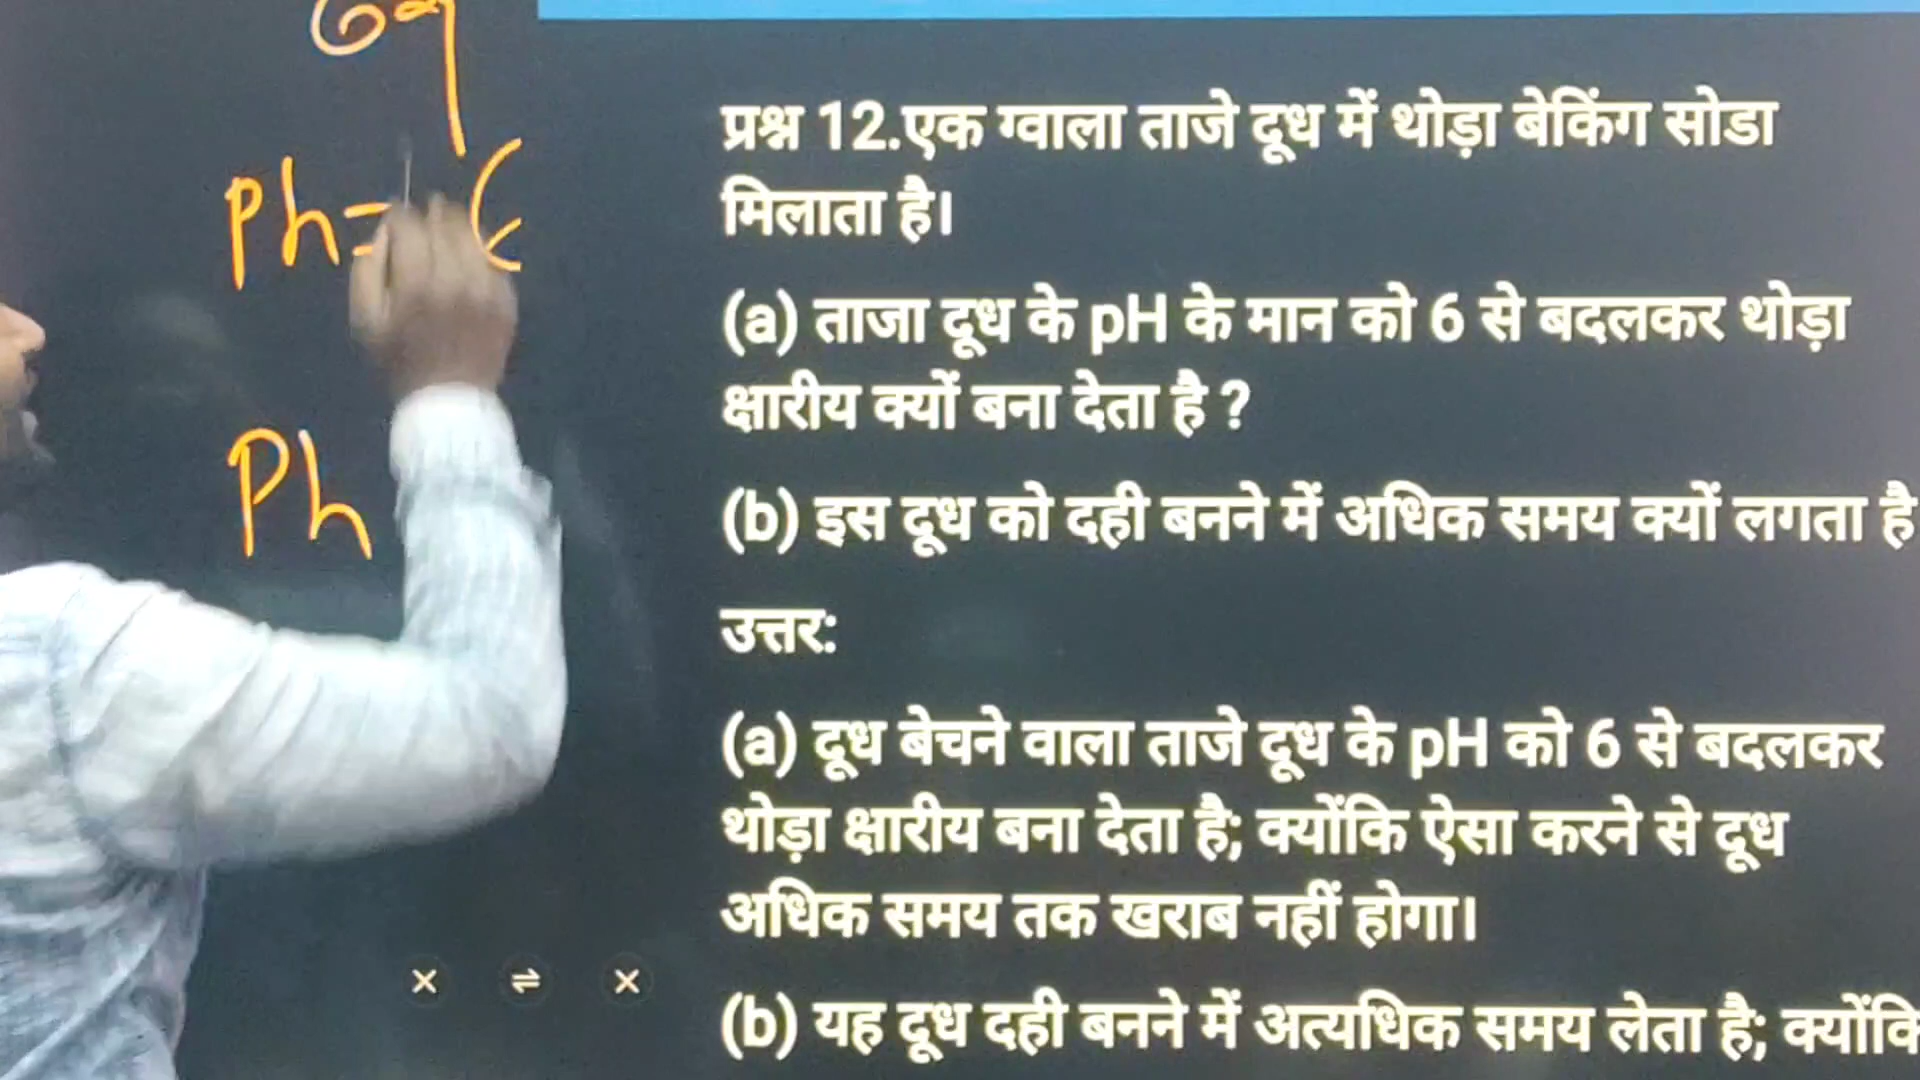 Ph=
Ph
प्रश्न 12.एक ग्वाला ताजे दूध में थोड़ा बेकिंग सोडा
मिलाता है।
(a) ताजा दूध के pH के मान को 6 से बदलकर थोड़ा
क्षारीय क्यों बना देता है ?
(b) इस दूध को दही बनने में अधिक समय क्यों लगता है
उत्तर:
(a) दूध बेचने वाला ताजे दूध के pH को 6 से बदलकर
थोड़ा क्षारीय बना देता है; क्योंकि ऐसा करने से दूध
अधिक समय तक खराब नहीं होगा।
(b) यह दूध दही बनने में अत्यधिक समय लेता है; क्योंकि